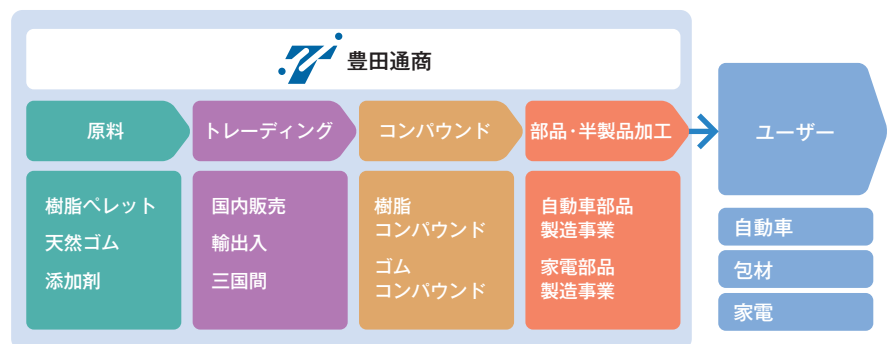 豊田通商
原料
トレーディング
コンパウンド
部品・半製品加工
ユーザー
樹脂ペレット
天然ゴム
添加剤
国内販売
輸出入
三国間
樹脂
コンパウンド
ゴム
コンパウンド
自動車部品
製造事業
家電部品
製造事業
自動車
包材
家電